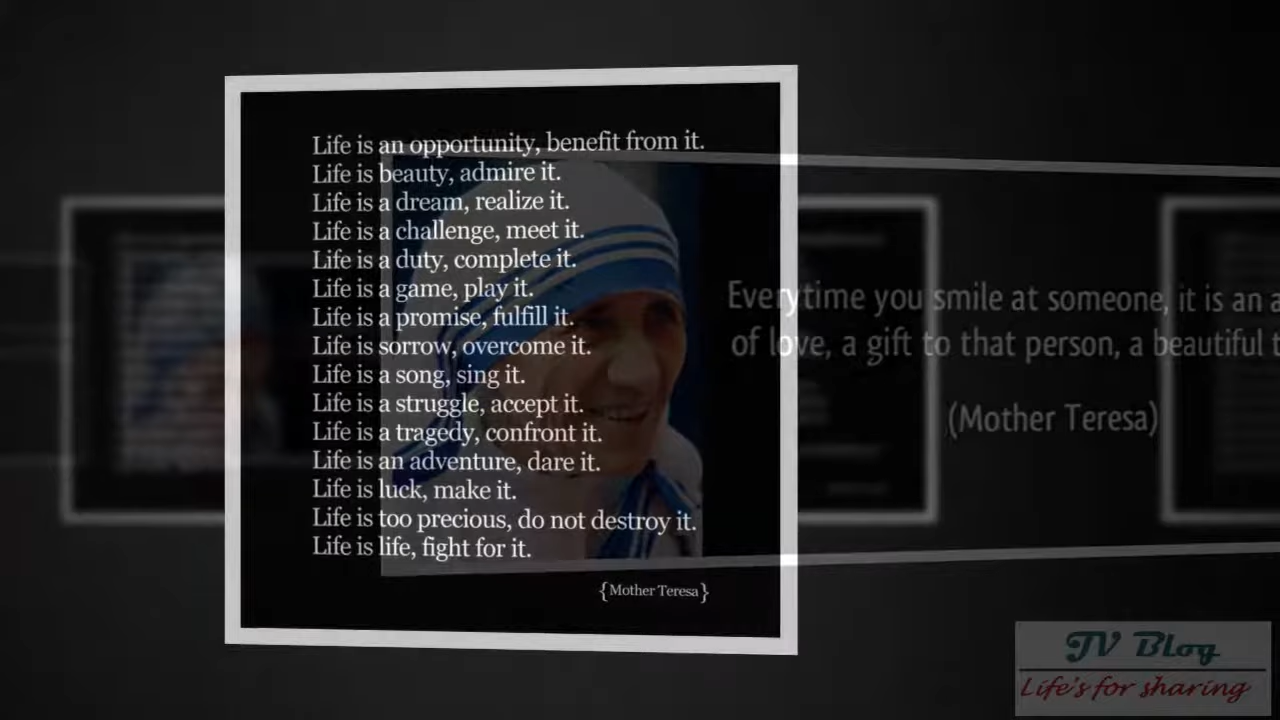 Life is an opportunity, benefit from it.
Life is beauty, admire it.
Life is a dream, realize it.
Life is a challenge, meet it.
Life is a duty, complete it.
Life is a game, play it.
Life is a promise, fulfill it.
Life is sorrow, overcome it.
Life is a song, sing it.
Life is a struggle, accept it.
Life is a tragedy, confront it.
Life is an adventure, dare it.
Life is luck, make it.
Life is too precious, do not destroy it.
Life is life, fight for it.
{Mother Teresa}
Everytime you smile at someone, it is an
of love, a gift to that person, a beautiful
(Mother Teresa)
TV Blog
Life's for sharing